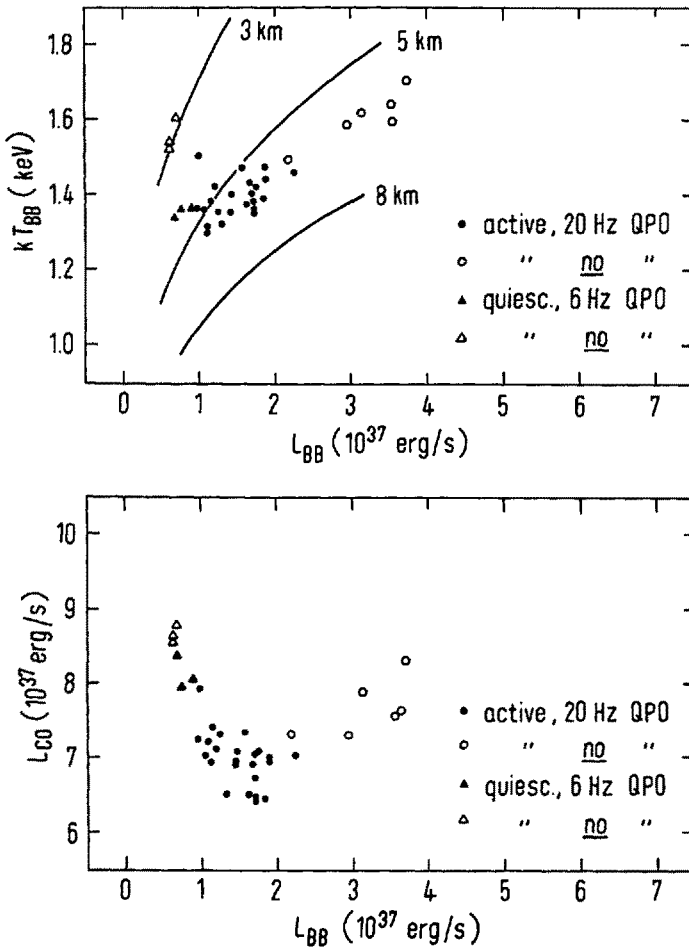 3 km
5 km
8 km
1.8
1.6
1.4
1.2
1.0
kT_BB (keV)
0 1 2 3 4 5 6 7
L_BB (10^37 erg/s)
● active, 20 Hz QPO
○ " no "
▲ quiesc., 6 Hz QPO
△ " no "
10
9
8
7
6
L_CO (10^37 erg/s)
0 1 2 3 4 5 6 7
L_BB (10^37 erg/s)
● active, 20 Hz QPO
○ " no "
▲ quiesc., 6 Hz QPO
△ " no "